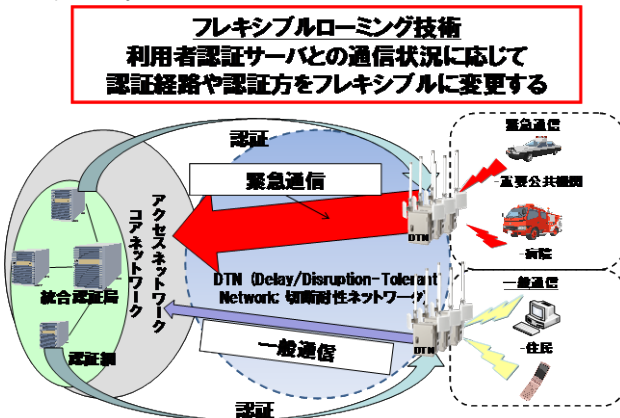 フレキシブルローミング技術
利用者認証サーバとの通信状況に応じて
認証経路や認証方をフレキシブルに変更する
認証
緊急通信
緊急通信
-重要公共機関
-病院
アクセスネットワーク
コアネットワーク
DTN
DTN (Delay/Disruption-Tolerant
Network: 切断耐性ネットワーク)
統合認証局
認証網
一般通信
DTN
一般通信
-住民
認証